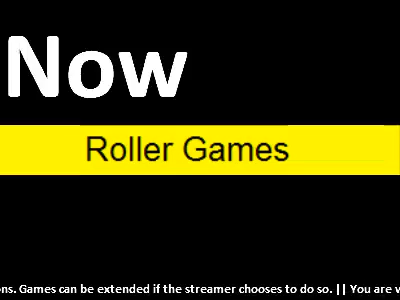 Now
Roller Games
ons. Games can be extended if the streamer chooses to do so. || You are